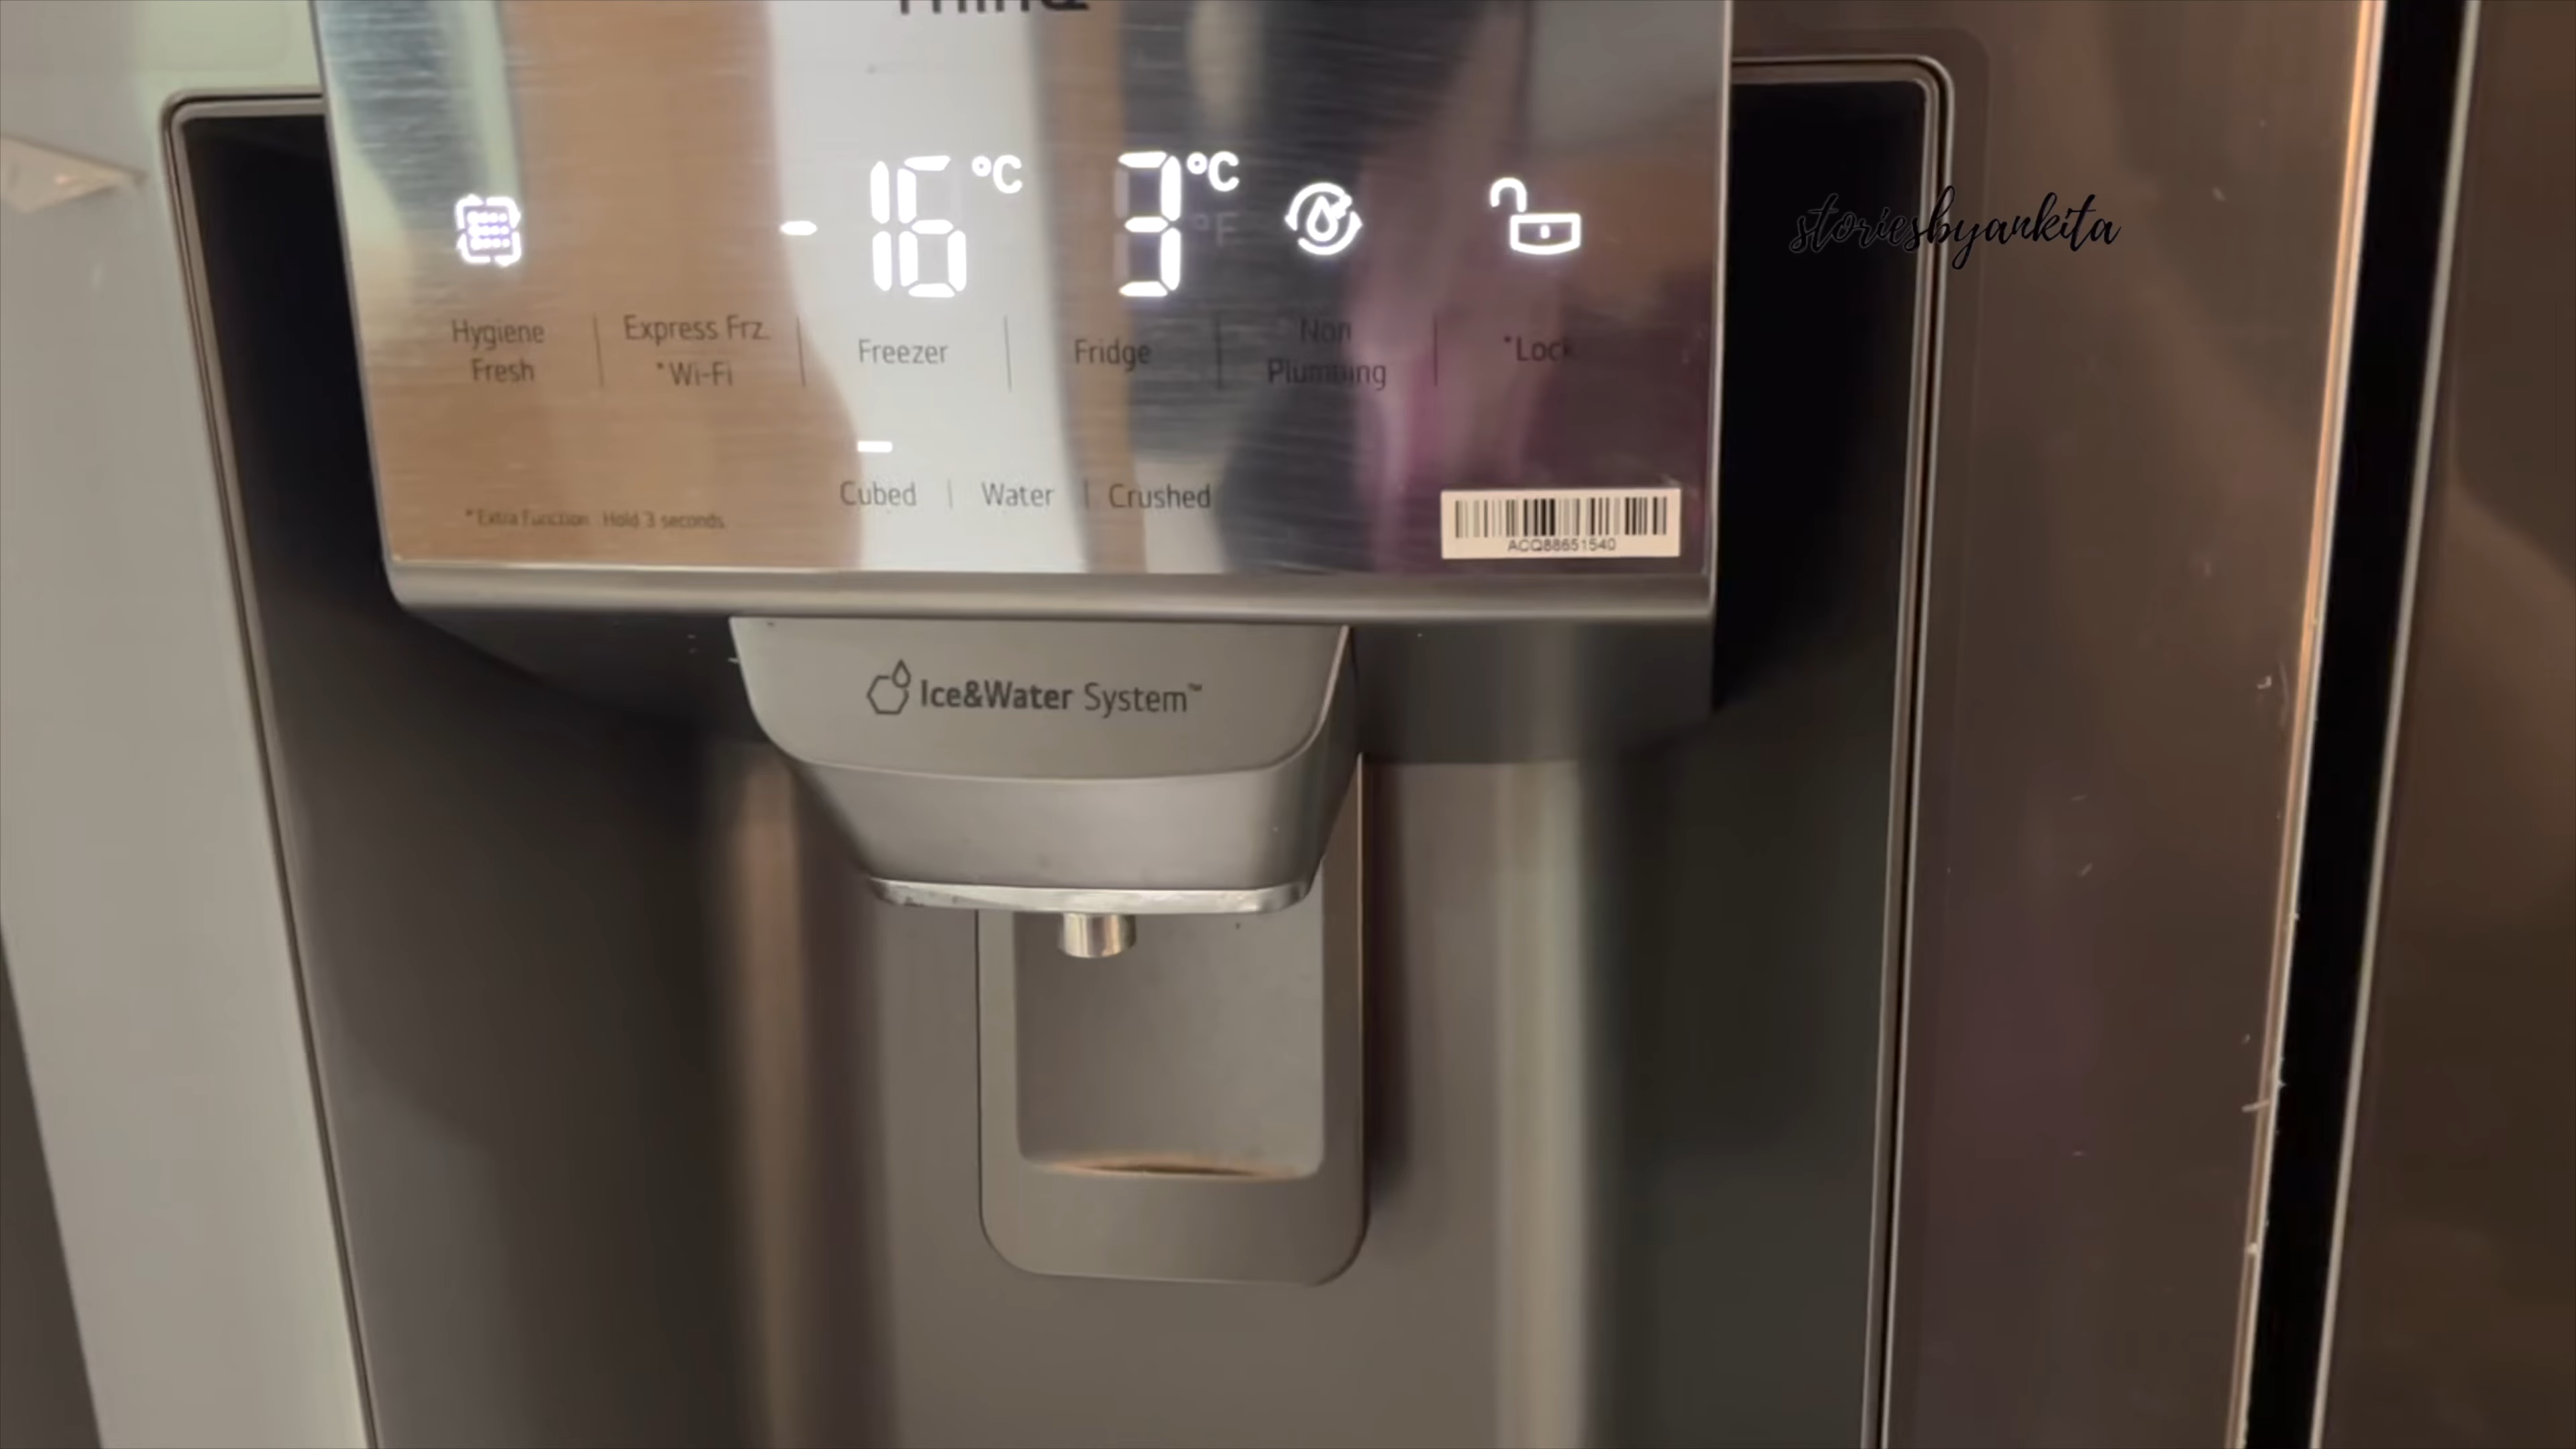 ThinQ
-16 °C
3 °C
°F
storiesbyankita
Hygiene Fresh
Express Frz.
*Wi-Fi
Freezer
Fridge
Non Plumbing
*Lock
Cubed | Water | Crushed
*Extra Function : Hold 3 seconds
ACQ88651540
Ice&Water System™